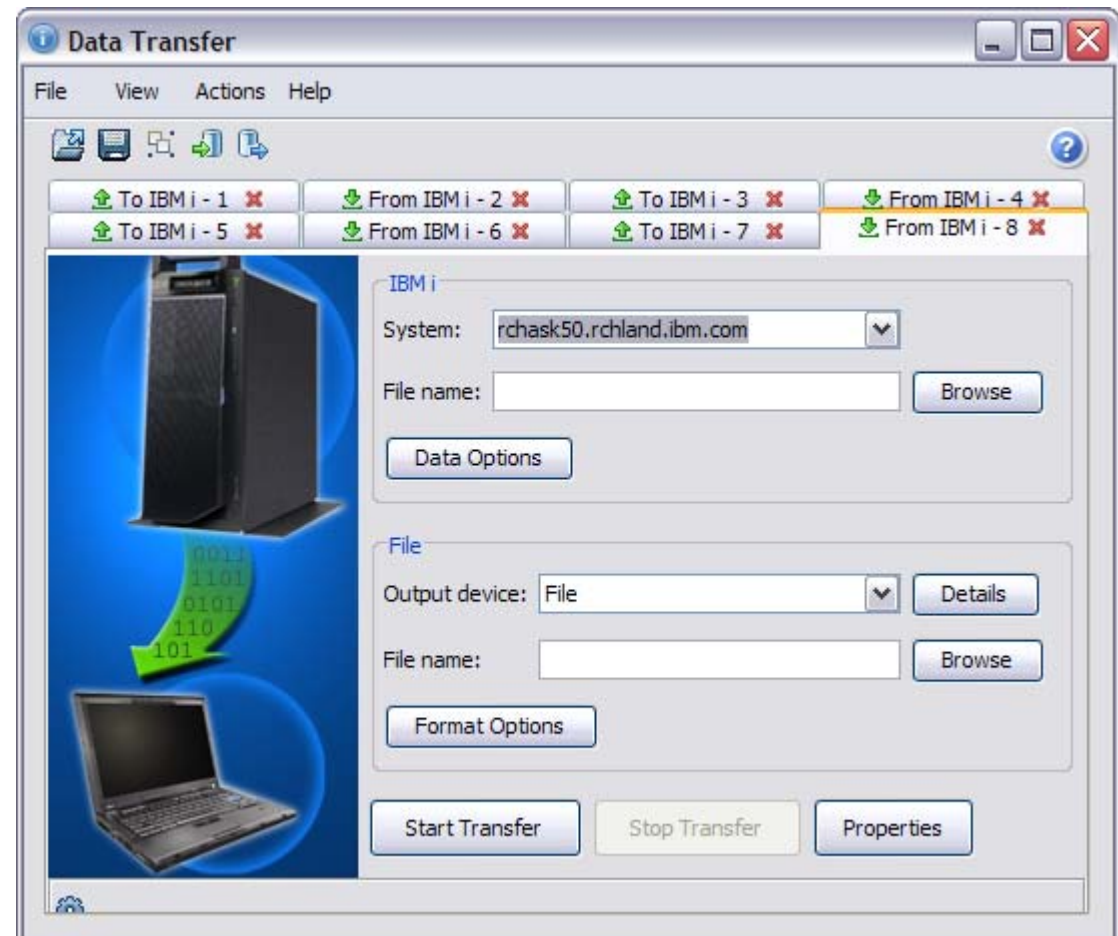 Data Transfer
File View Actions Help
To IBM i - 1 From IBM i - 2 To IBM i - 3 From IBM i - 4
To IBM i - 5 From IBM i - 6 To IBM i - 7 From IBM i - 8
IBM i
System: rchask50.rchland.ibm.com
File name: Browse
Data Options
File
Output device: File Details
File name: Browse
Format Options
Start Transfer Stop Transfer Properties
0011
1101
0101
110
101